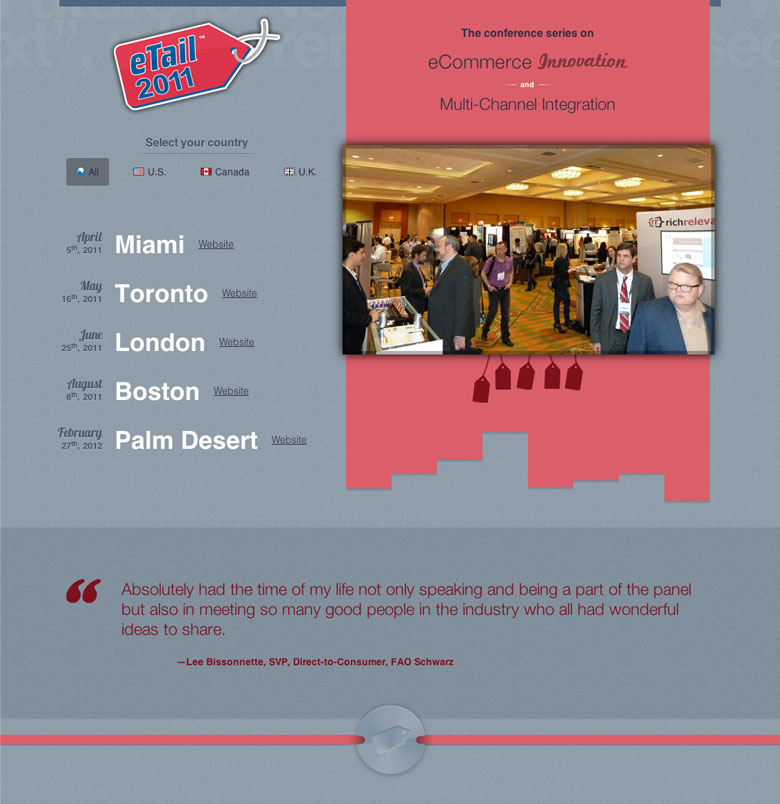 xt",
sec
eTail™
2011
The conference series on
eCommerce Innovation
and
Multi-Channel Integration
Select your country
All
U.S.
Canada
U.K.
richreleva
April
5th, 2011
Miami
Website
May
16th, 2011
Toronto
Website
June
25th, 2011
London
Website
August
8th, 2011
Boston
Website
February
27th, 2012
Palm Desert
Website
“
Absolutely had the time of my life not only speaking and being a part of the panel
but also in meeting so many good people in the industry who all had wonderful
ideas to share.
—Lee Bissonnette, SVP, Direct-to-Consumer, FAO Schwarz